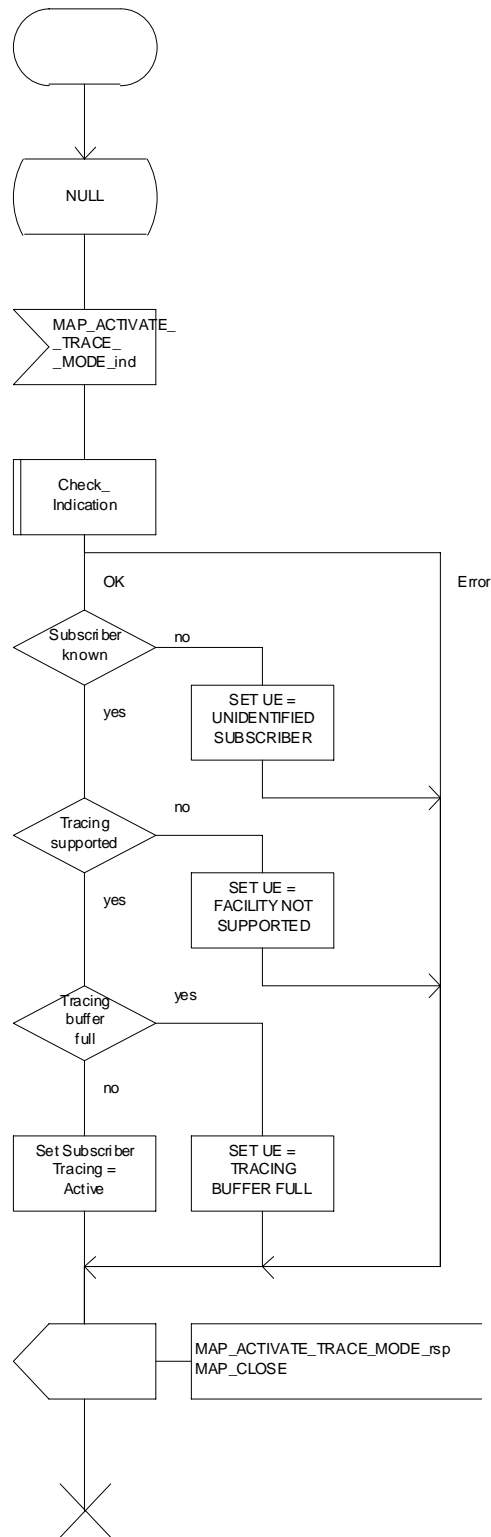 NULL
MAP_ACTIVATE_
_TRACE_
_MODE_ind
Check_
Indication
OK
Error
Subscriber
known
no
SET UE =
UNIDENTIFIED
SUBSCRIBER
yes
Tracing
supported
no
SET UE =
FACILITY NOT
SUPPORTED
yes
Tracing
buffer
full
yes
no
Set Subscriber
Tracing =
Active
SET UE =
TRACING
BUFFER FULL
MAP_ACTIVATE_TRACE_MODE_rsp
MAP_CLOSE